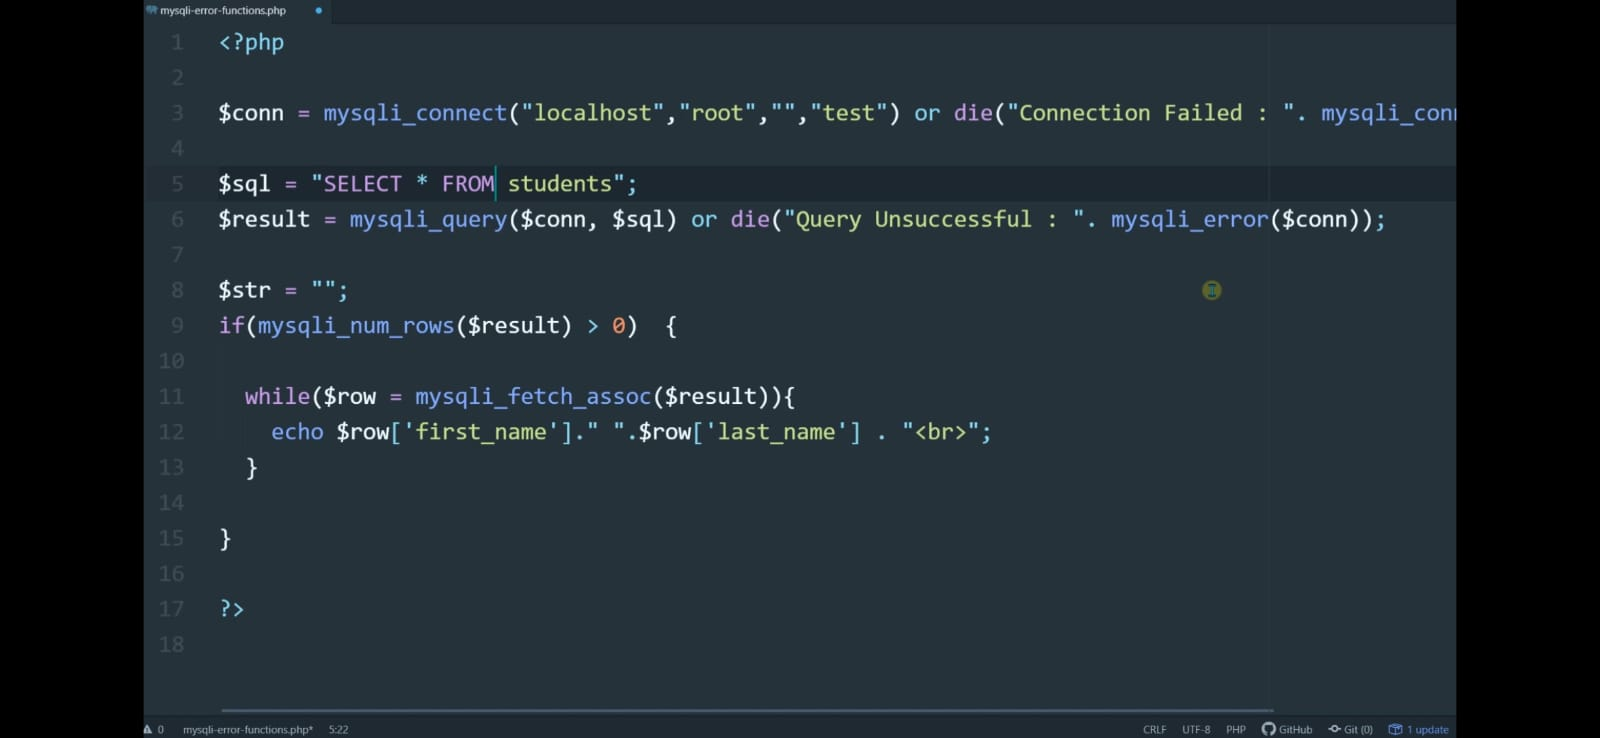 mysqli-error-functions.php
1 <?php
2
3 $conn = mysqli_connect("localhost","root","","test") or die("Connection Failed : ". mysqli_con
4
5 $sql = "SELECT * FROM students";
6 $result = mysqli_query($conn, $sql) or die("Query Unsuccessful : ". mysqli_error($conn));
7
8 $str = "";
9 if(mysqli_num_rows($result) > 0)  {
10
11   while($row = mysqli_fetch_assoc($result)){
12     echo $row['first_name']." ".$row['last_name'] . "<br>";
13   }
14
15 }
16
17 ?>
18
0 mysqli-error-functions.php* 5:22 CRLF UTF-8 PHP GitHub Git (0) 1 update